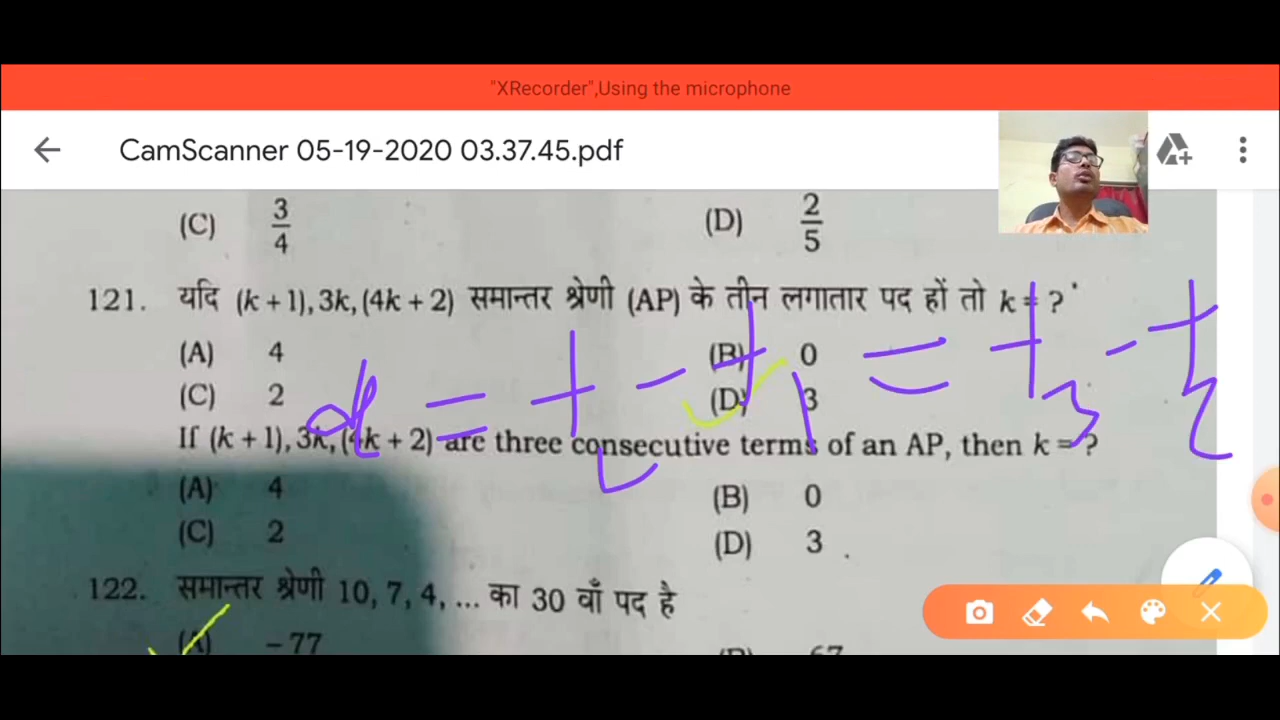 "XRecorder",Using the microphone
CamScanner 05-19-2020 03.37.45.pdf
(C) 3/4 (D) 2/5
121. यदि (k + 1), 3k, (4k + 2) समान्तर श्रेणी (AP) के तीन लगातार पद हों तो k = ?
(A) 4 (B) 0
(C) 2 (D) 3
d = t2 - t1 = t3 - t2
If (k + 1), 3k, (4k + 2) are three consecutive terms of an AP, then k = ?
(A) 4 (B) 0
(C) 2 (D) 3
122. समान्तर श्रेणी 10, 7, 4, ... का 30 वाँ पद है
(A) -77